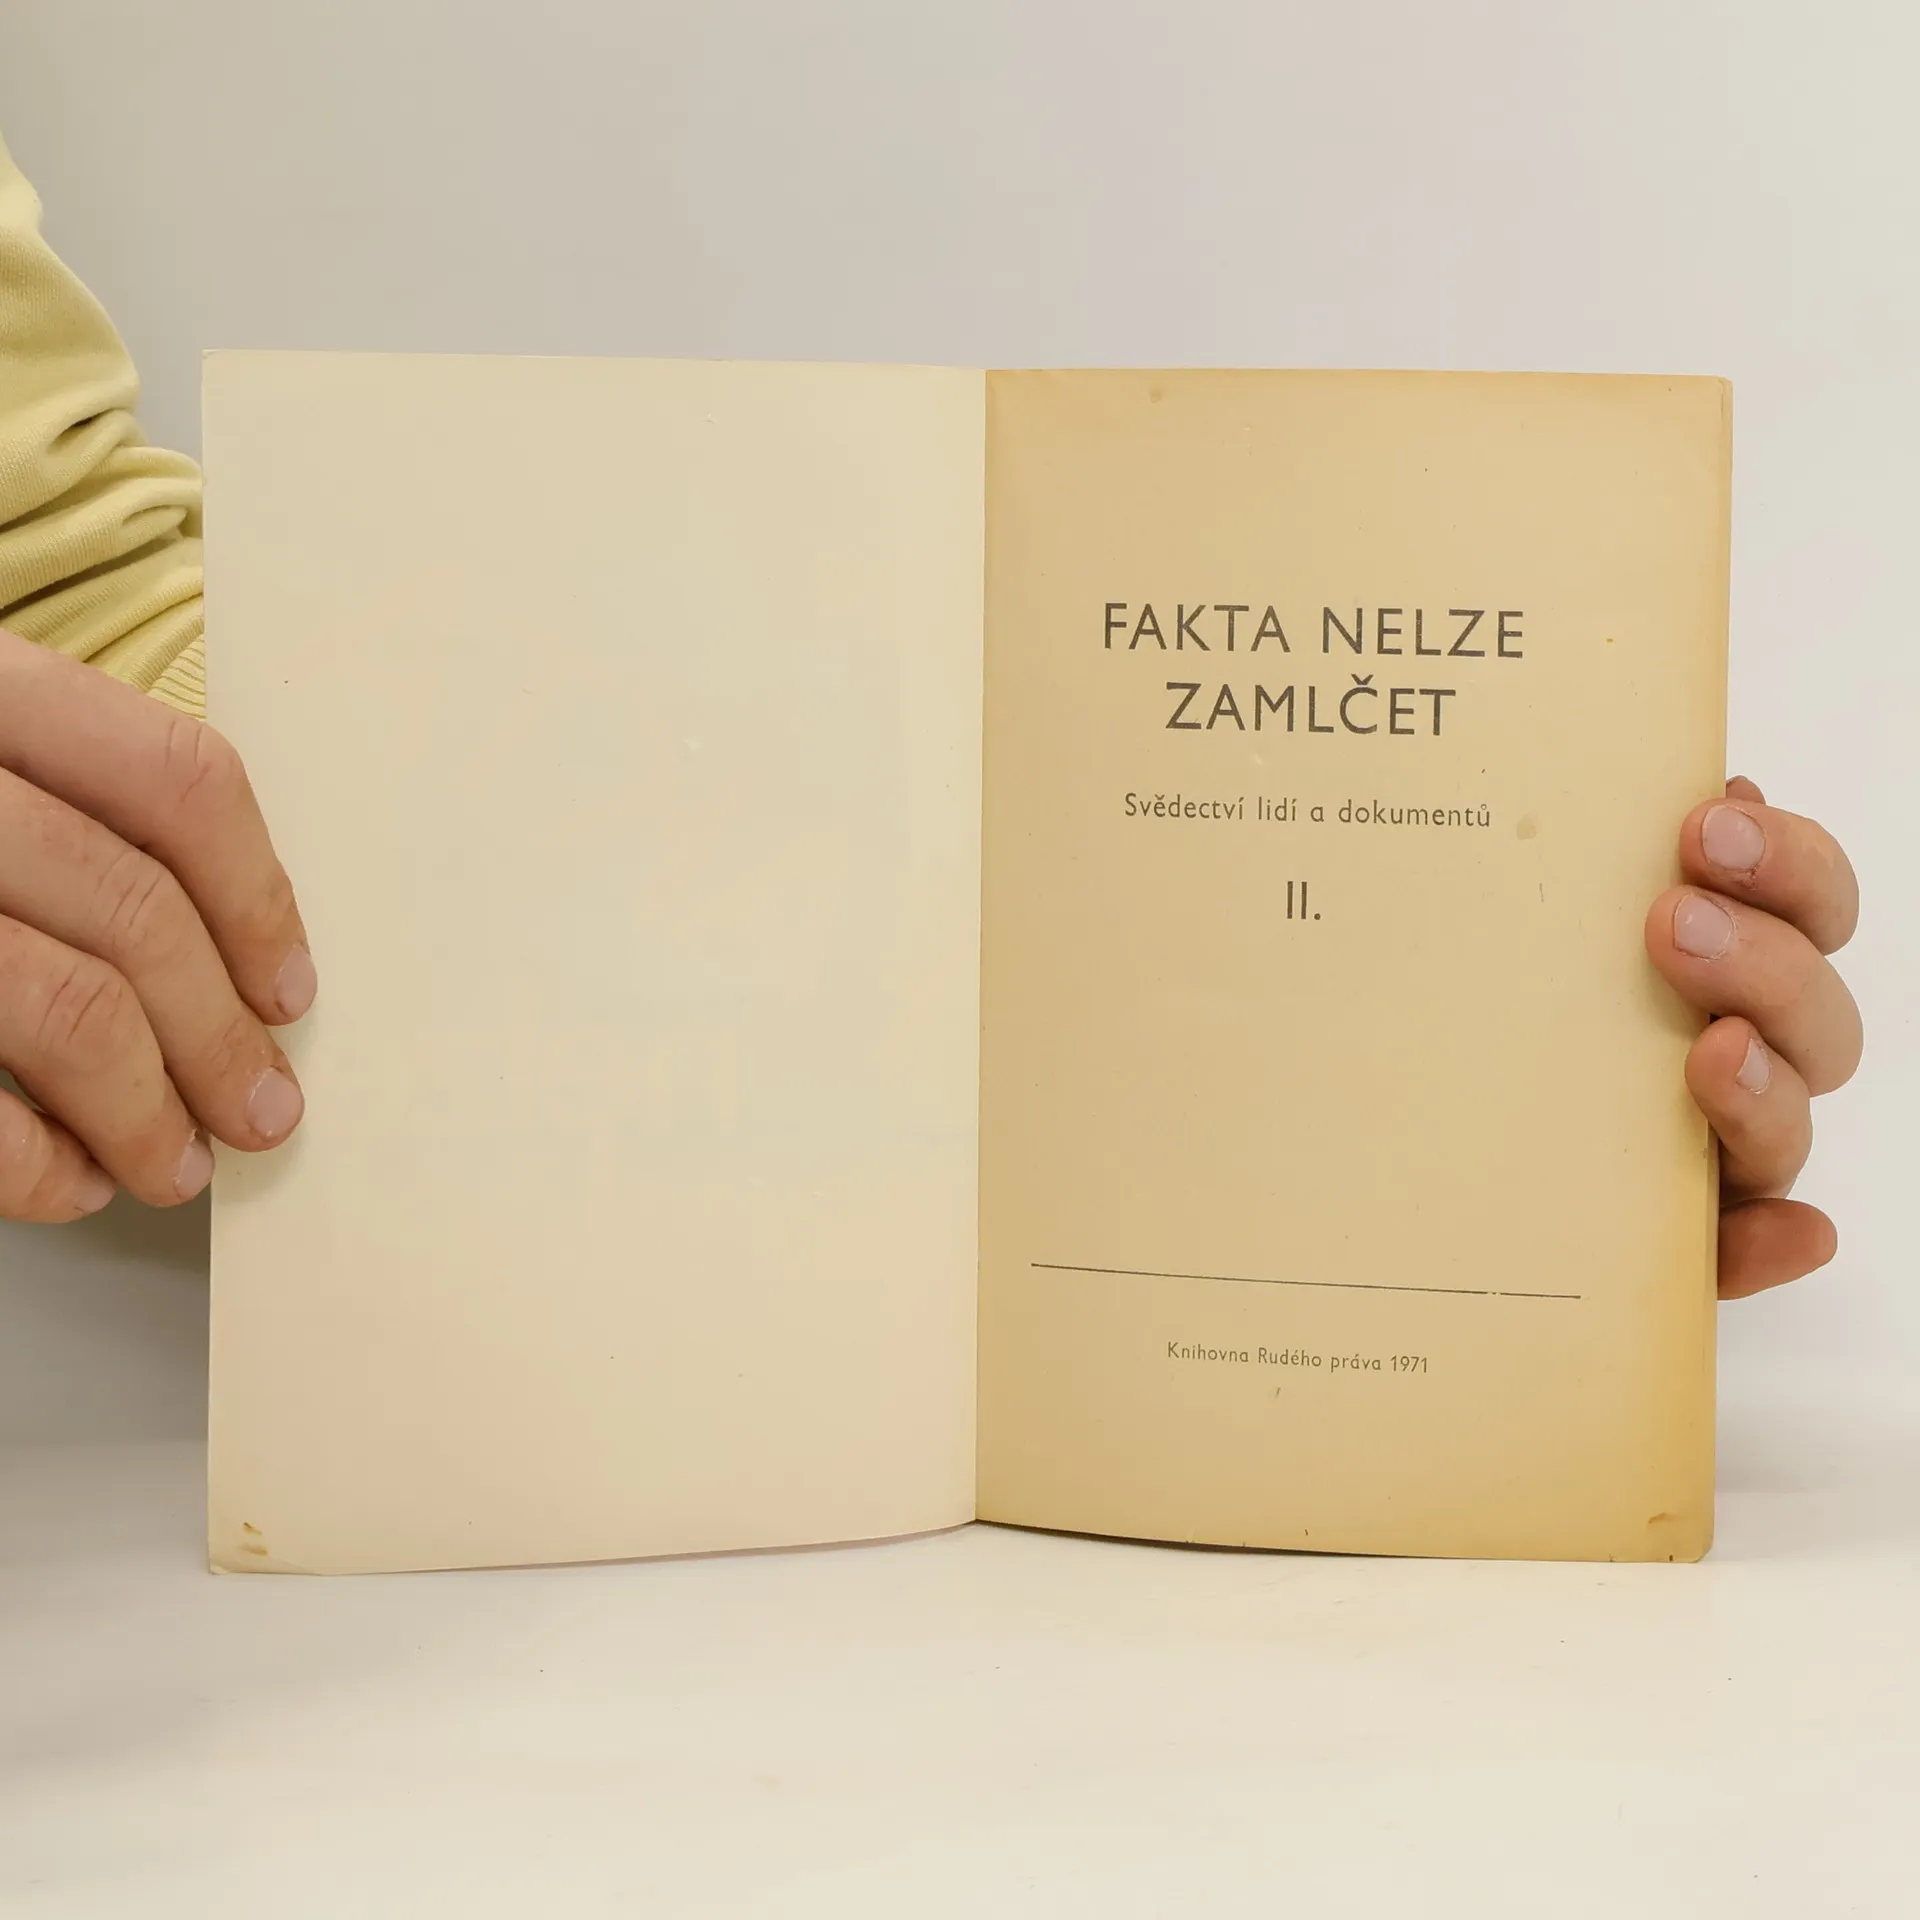 FAKTA NELZE
ZAMLČET
Svědectví lidí a dokumentů
II.
Knihovna Rudého práva 1971